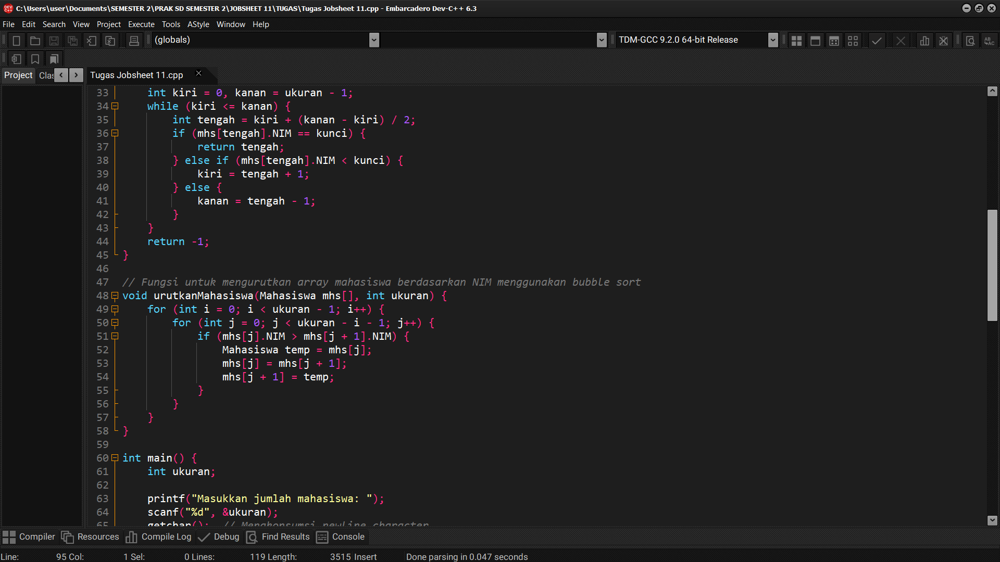 C:\Users\user\Documents\SEMESTER 2\PRAK SD SEMESTER 2\JOBSHEET 11\TUGAS\Tugas Jobsheet 11.cpp - Embarcadero Dev-C++ 6.3
File Edit Search View Project Execute Tools AStyle Window Help
(globals) TDM-GCC 9.2.0 64-bit Release
Project Clas Tugas Jobsheet 11.cpp
33 int kiri = 0, kanan = ukuran - 1;
34 while (kiri <= kanan) {
35 int tengah = kiri + (kanan - kiri) / 2;
36 if (mhs[tengah].NIM == kunci) {
37 return tengah;
38 } else if (mhs[tengah].NIM < kunci) {
39 kiri = tengah + 1;
40 } else {
41 kanan = tengah - 1;
42 }
43 }
44 return -1;
45 }
46
47 // Fungsi untuk mengurutkan array mahasiswa berdasarkan NIM menggunakan bubble sort
48 void urutkanMahasiswa(Mahasiswa mhs[], int ukuran) {
49 for (int i = 0; i < ukuran - 1; i++) {
50 for (int j = 0; j < ukuran - i - 1; j++) {
51 if (mhs[j].NIM > mhs[j + 1].NIM) {
52 Mahasiswa temp = mhs[j];
53 mhs[j] = mhs[j + 1];
54 mhs[j + 1] = temp;
55 }
56 }
57 }
58 }
59
60 int main() {
61 int ukuran;
62
63 printf("Masukkan jumlah mahasiswa: ");
64 scanf("%d", &ukuran);
65 getchar(); // Mengkonsumsi newline character
Compiler Resources Compile Log Debug Find Results Console
Line: 95 Col: 1 Sel: 0 Lines: 119 Length: 3515 Insert Done parsing in 0.047 seconds